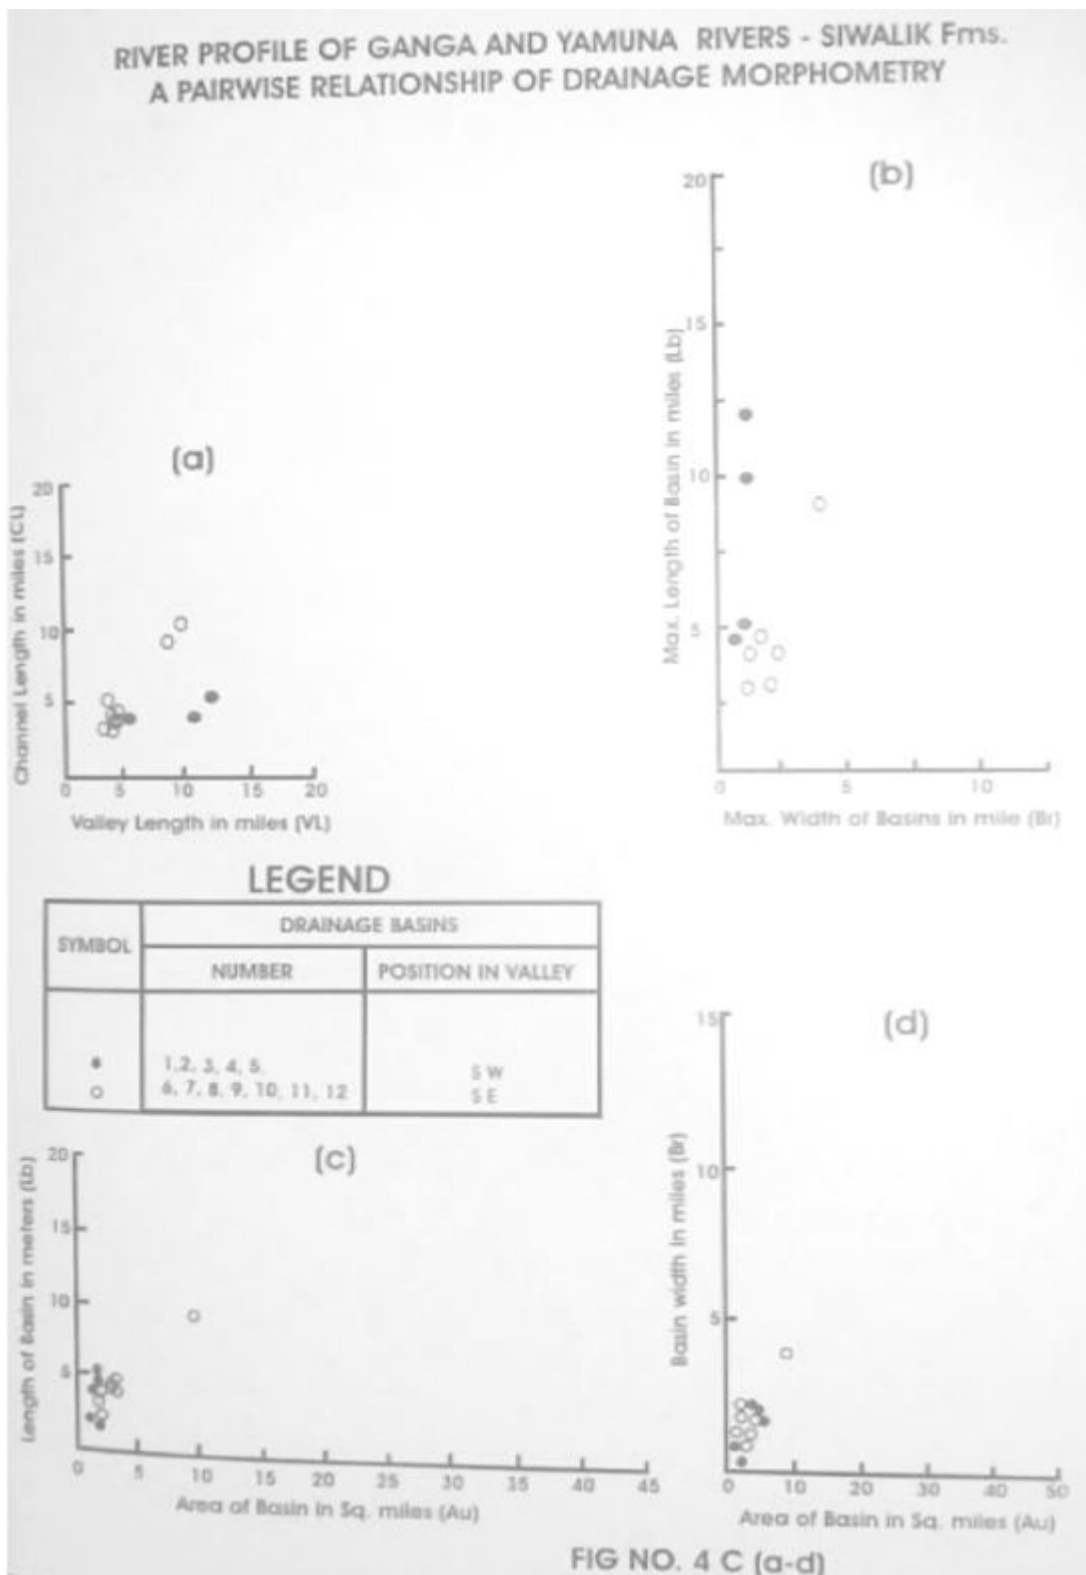 RIVER PROFILE OF GANGA AND YAMUNA RIVERS - SIWALIK Fms.
A PAIRWISE RELATIONSHIP OF DRAINAGE MORPHOMETRY
(b)
20
15
10
5
0 5 10
Max. Length of Basin in miles (Lb)
Max. Width of Basins in mile (Br)
(a)
20
15
10
5
0 5 10 15 20
Channel Length in miles (CL)
Valley Length in miles (VL)
LEGEND
SYMBOL
DRAINAGE BASINS
NUMBER POSITION IN VALLEY
1,2, 3, 4, 5. S W
6, 7, 8, 9, 10, 11, 12 S E
(d)
15
10
5
0 10 20 30 40 50
Basin width in miles (Br)
Area of Basin in Sq. miles (Au)
(c)
20
15
10
5
0 5 10 15 20 25 30 35 40 45
Length of Basin in meters (Lb)
Area of Basin in Sq. miles (Au)
FIG NO. 4 C (a-d)